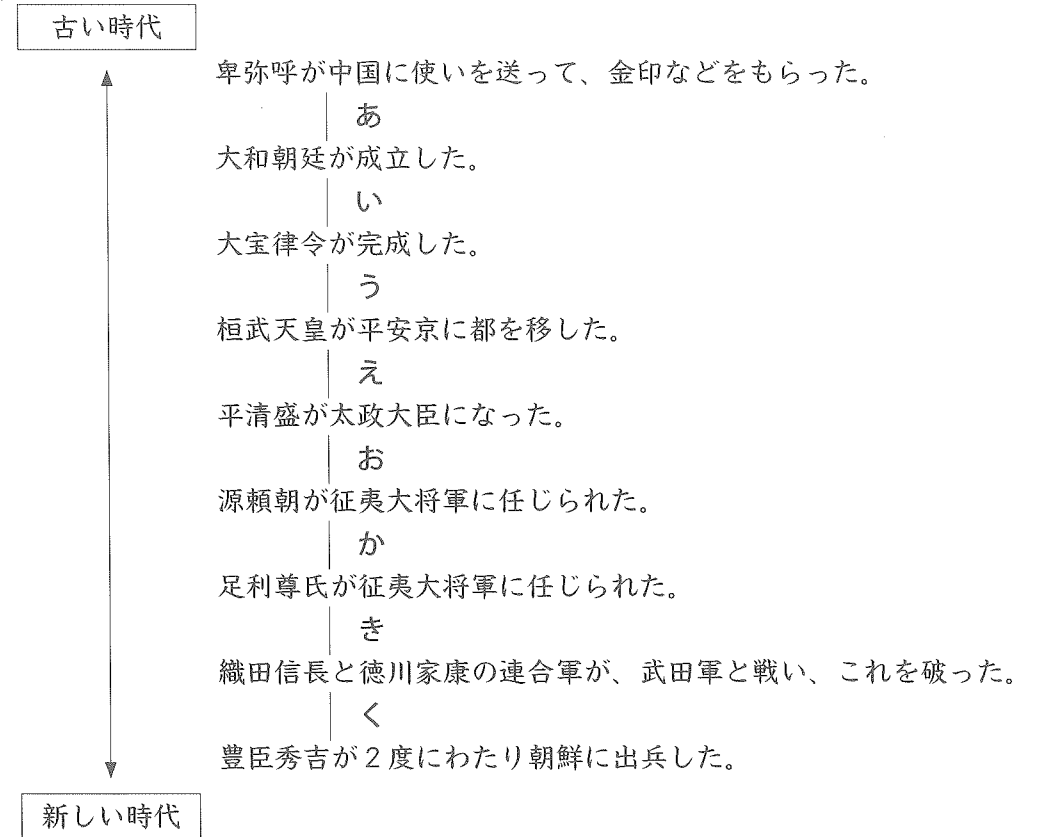 古い時代
卑弥呼が中国に使いを送って、金印などをもらった。
あ
大和朝廷が成立した。
い
大宝律令が完成した。
う
桓武天皇が平安京に都を移した。
え
平清盛が太政大臣になった。
お
源頼朝が征夷大将軍に任じられた。
か
足利尊氏が征夷大将軍に任じられた。
き
織田信長と徳川家康の連合軍が、武田軍と戦い、これを破った。
く
豊臣秀吉が2度にわたり朝鮮に出兵した。
新しい時代